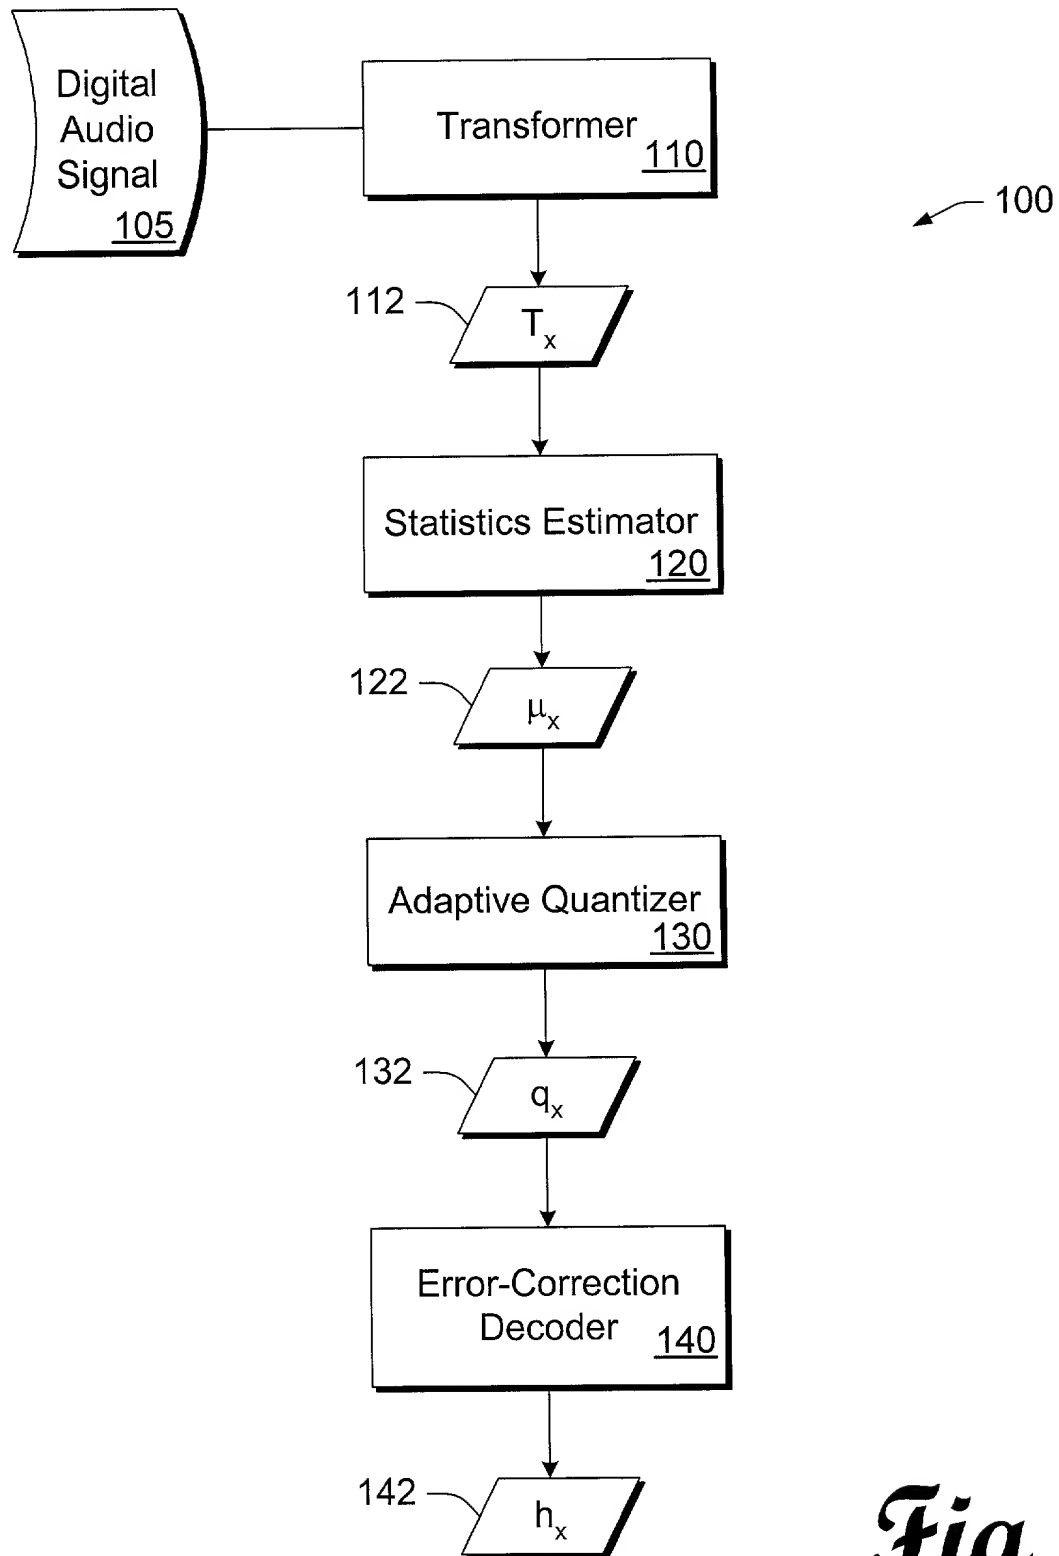 Digital
Audio
Signal
105
Transformer
110
100
112
Tx
Statistics Estimator
120
122
μx
Adaptive Quantizer
130
132
qx
Error-Correction
Decoder
140
142
hx
Fig